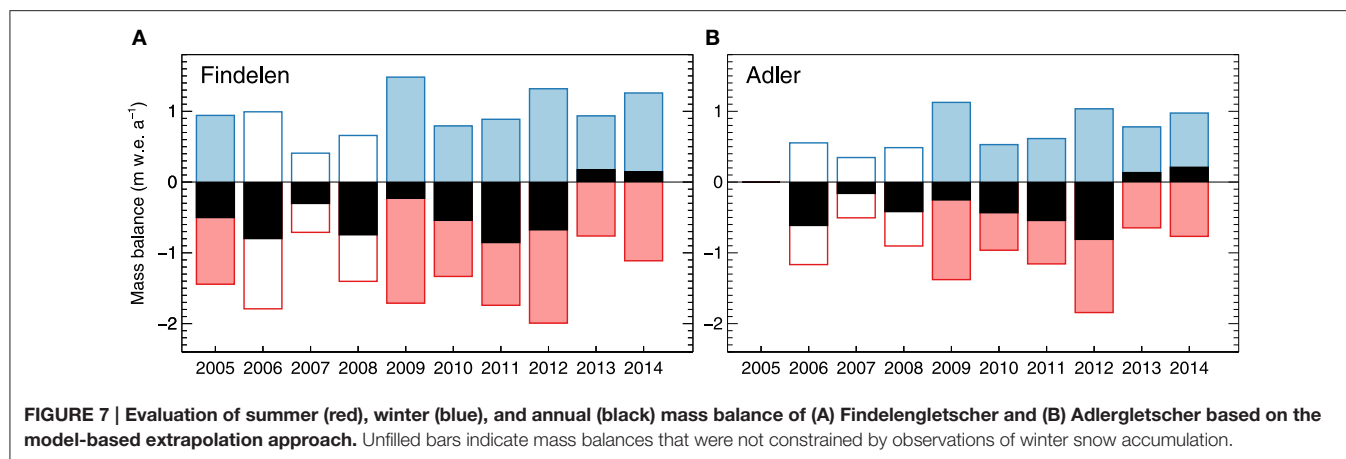 A
B
Findelen
Adler
Mass balance (m w.e. a⁻¹)
1
0
−1
−2
1
0
−1
−2
2005 2006 2007 2008 2009 2010 2011 2012 2013 2014
2005 2006 2007 2008 2009 2010 2011 2012 2013 2014
FIGURE 7 | Evaluation of summer (red), winter (blue), and annual (black) mass balance of (A) Findelengletscher and (B) Adlergletscher based on the
model-based extrapolation approach. Unfilled bars indicate mass balances that were not constrained by observations of winter snow accumulation.